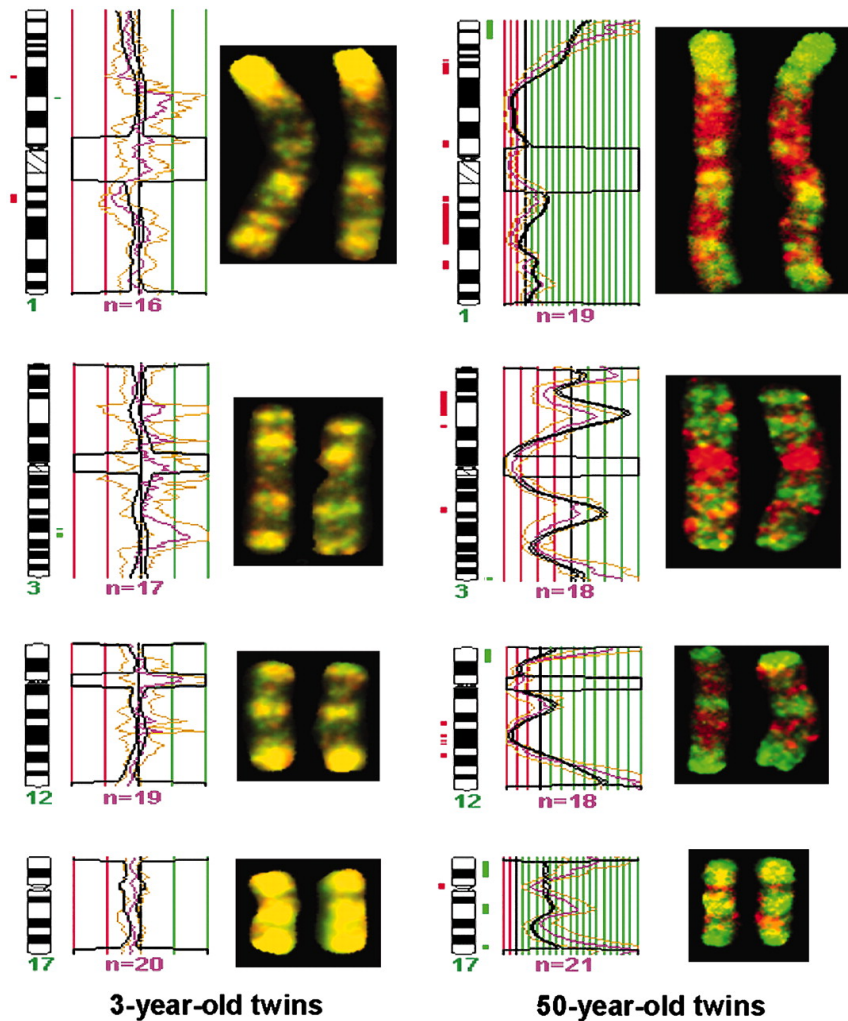 1 n=16
1 n=19
3 n=17
3 n=18
12 n=19
12 n=18
17 n=20
17 n=21
3-year-old twins
50-year-old twins